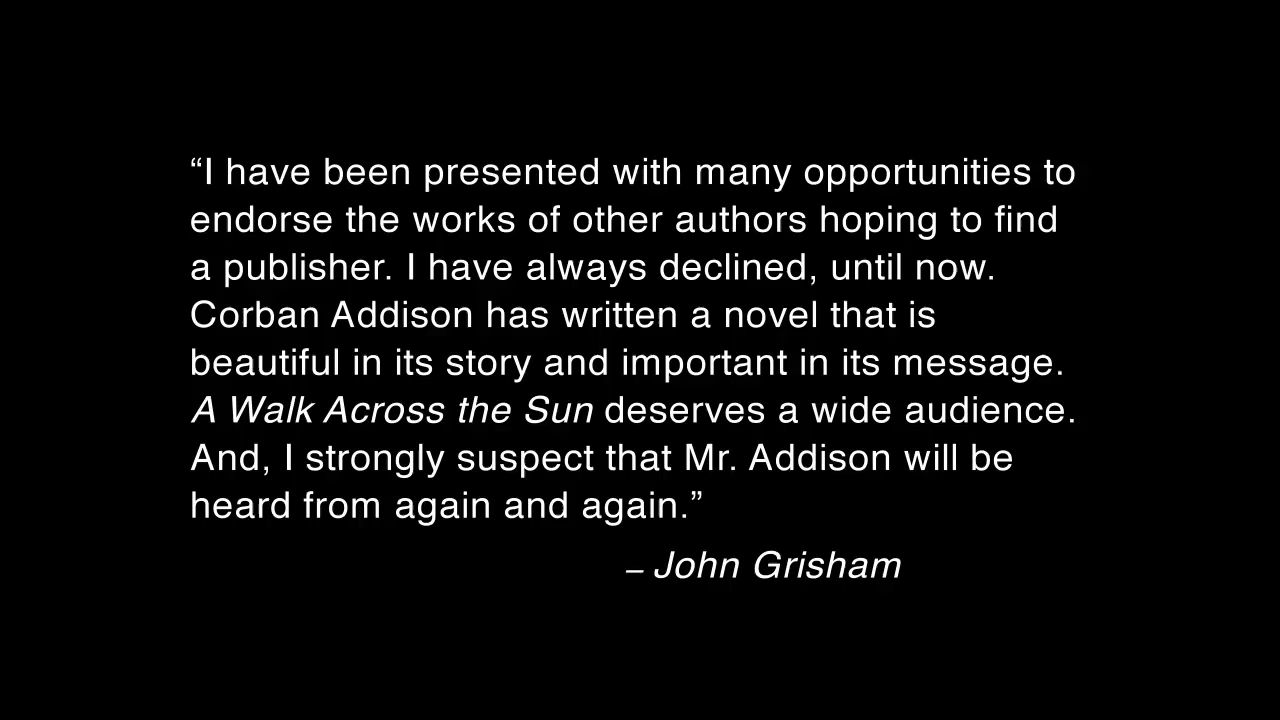 “I have been presented with many opportunities to
endorse the works of other authors hoping to find
a publisher. I have always declined, until now.
Corban Addison has written a novel that is
beautiful in its story and important in its message.
A Walk Across the Sun deserves a wide audience.
And, I strongly suspect that Mr. Addison will be
heard from again and again.”
– John Grisham